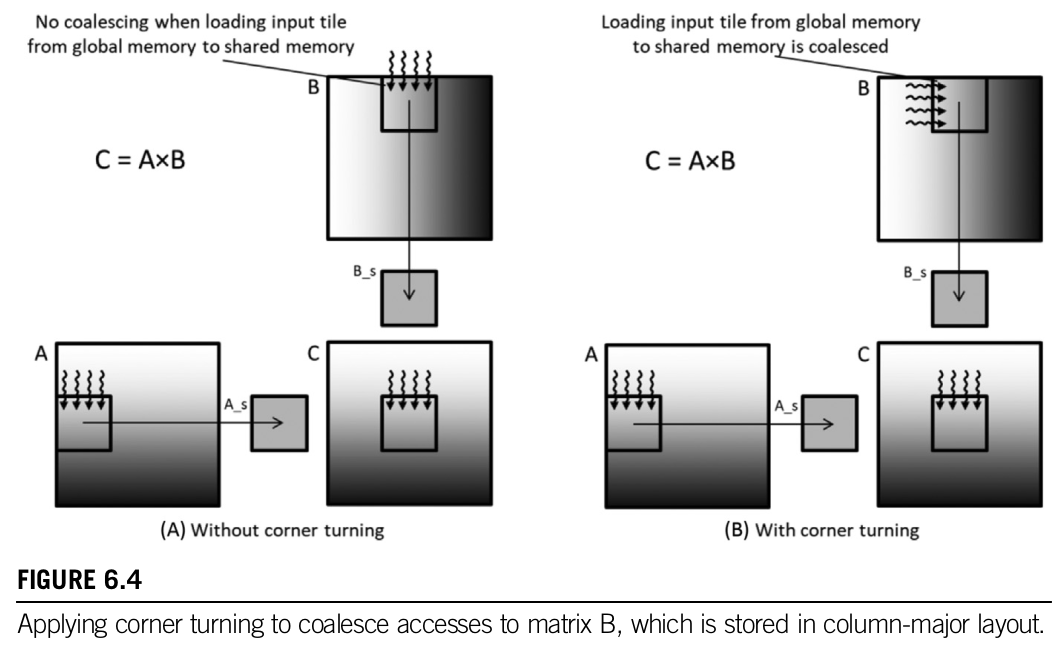 No coalescing when loading input tile
from global memory to shared memory
B
C = A×B
B_s
A
A_s
C
(A) Without corner turning
Loading input tile from global memory
to shared memory is coalesced
B
C = A×B
B_s
A
A_s
C
(B) With corner turning
FIGURE 6.4
Applying corner turning to coalesce accesses to matrix B, which is stored in column-major layout.